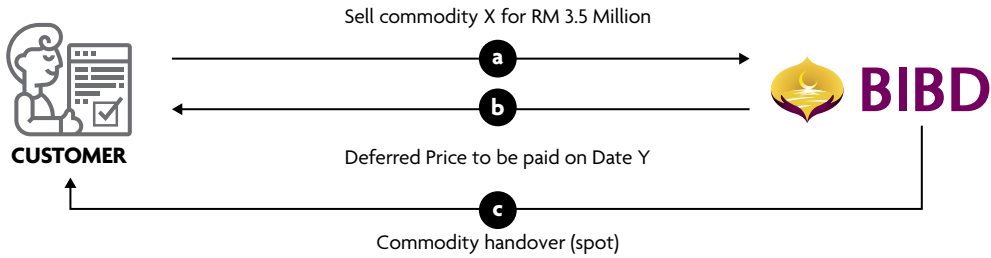 Sell commodity X for RM 3.5 Million
a
b
BIBD
CUSTOMER
Deferred Price to be paid on Date Y
c
Commodity handover (spot)